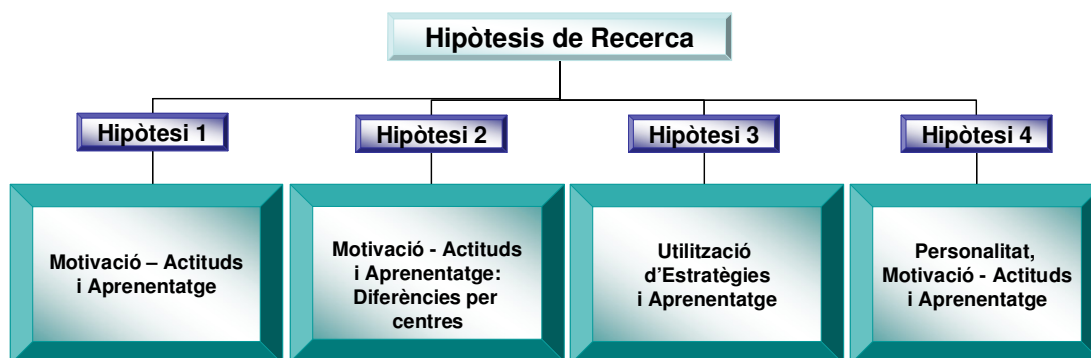 Hipòtesis de Recerca
Hipòtesi 1
Hipòtesi 2
Hipòtesi 3
Hipòtesi 4
Motivació – Actituds
i Aprenentatge
Motivació - Actituds
i Aprenentatge:
Diferències per
centres
Utilització
d’Estratègies
i Aprenentatge
Personalitat,
Motivació - Actituds
i Aprenentatge